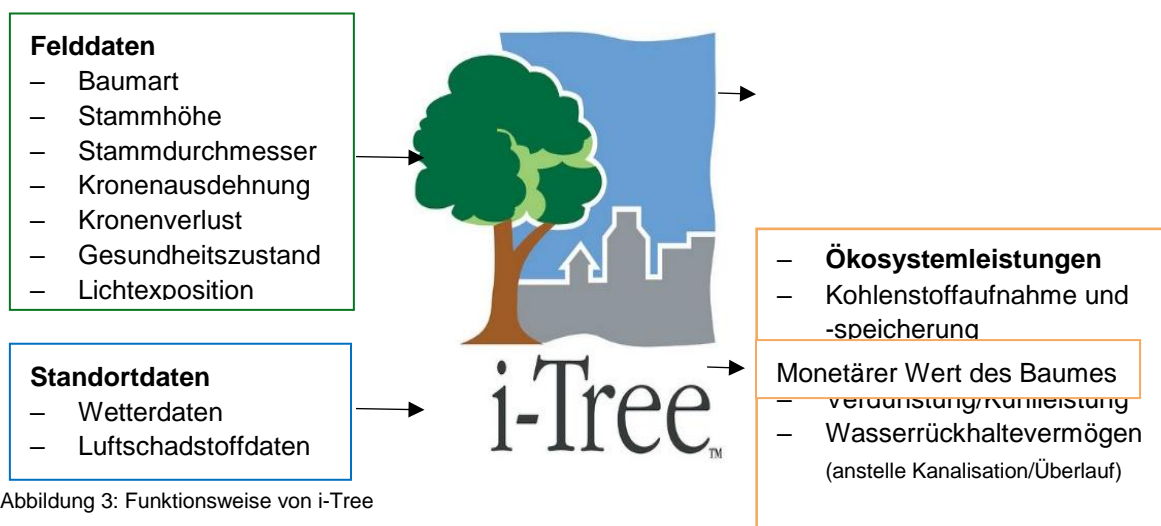 Felddaten
– Baumart
– Stammhöhe
– Stammdurchmesser
– Kronenausdehnung
– Kronenverlust
– Gesundheitszustand
– Lichtexposition
Standortdaten
– Wetterdaten
– Luftschadstoffdaten
i-Tree™
– Ökosystemleistungen
– Kohlenstoffaufnahme und
-speicherung
Monetärer Wert des Baumes
– Verdunstung/Kühlleistung
– Wasserrückhaltevermögen
(anstelle Kanalisation/Überlauf)
Abbildung 3: Funktionsweise von i-Tree